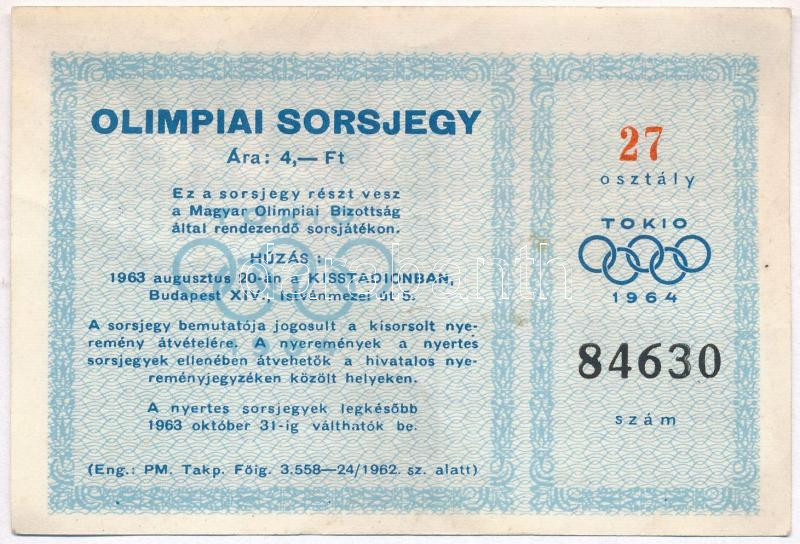 OLIMPIAI SORSJEGY
Ára: 4,— Ft
Ez a sorsjegy részt vesz
a Magyar Olimpiai Bizottság
által rendezendő sorsjátékon.
HÚZÁS:
1963 augusztus 20-án a KISSTADIONBAN,
Budapest XIV., Istvánmezei út 5.
A sorsjegy bemutatója jogosult a kisorsolt nye-
remény átvételére. A nyeremények a nyertes
sorsjegyek ellenében átvehetők a hivatalos nye-
reményjegyzéken közölt helyeken.
A nyertes sorsjegyek legkésőbb
1963 október 31-ig válthatók be.
(Eng.: PM. Takp. Főig. 3.558—24/1962. sz. alatt)
27
osztály
TOKIO
1964
84630
szám